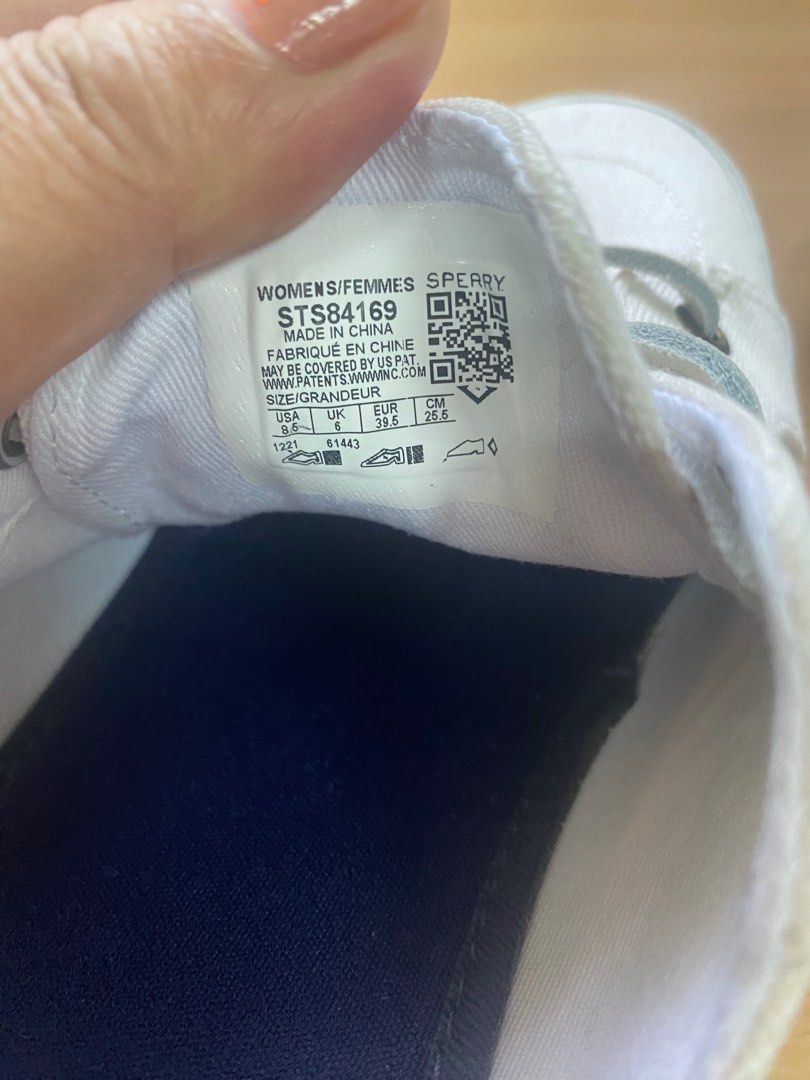 WOMENS/FEMMES SPERRY
STS84169
MADE IN CHINA
FABRIQUÉ EN CHINE
MAY BE COVERED BY US PAT.
WWW.PATENTS.WWWINC.COM
SIZE/GRANDEUR
USA UK EUR CM
8.5 6 39.5 25.5
1221 61443